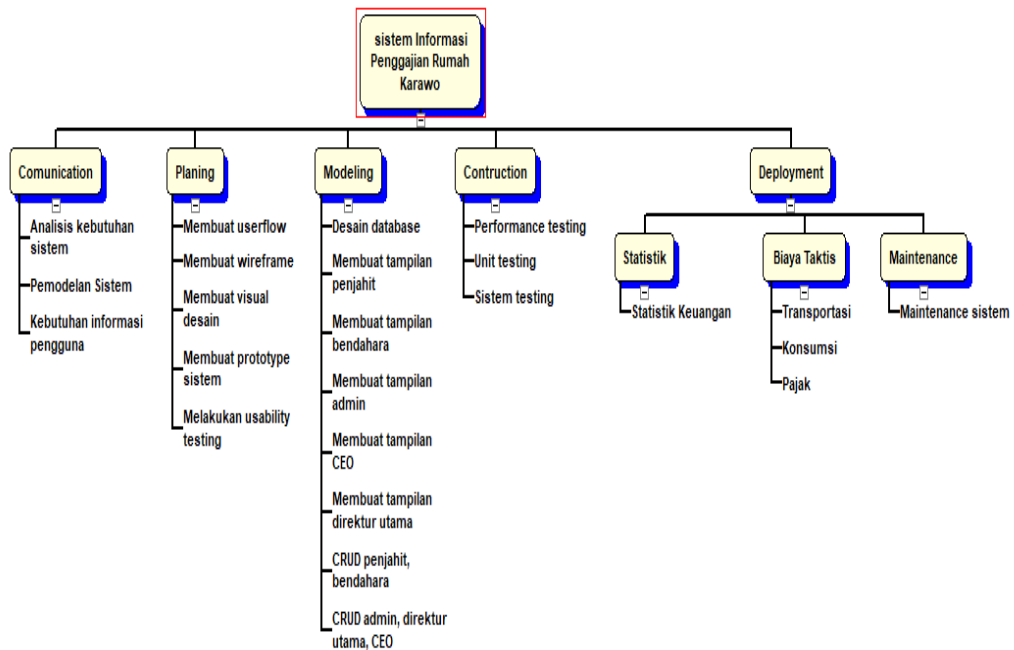 sistem Informasi
Penggajian Rumah
Karawo
Comunication
Analisis kebutuhan
sistem
Pemodelan Sistem
Kebutuhan informasi
pengguna
Planing
Membuat userflow
Membuat wireframe
Membuat visual
desain
Membuat prototype
sistem
Melakukan usability
testing
Modeling
Desain database
Membuat tampilan
penjahit
Membuat tampilan
bendahara
Membuat tampilan
admin
Membuat tampilan
CEO
Membuat tampilan
direktur utama
CRUD penjahit,
bendahara
CRUD admin, direktur
utama, CEO
Contruction
Performance testing
Unit testing
Sistem testing
Deployment
Statistik
Statistik Keuangan
Biaya Taktis
Transportasi
Konsumsi
Pajak
Maintenance
Maintenance sistem